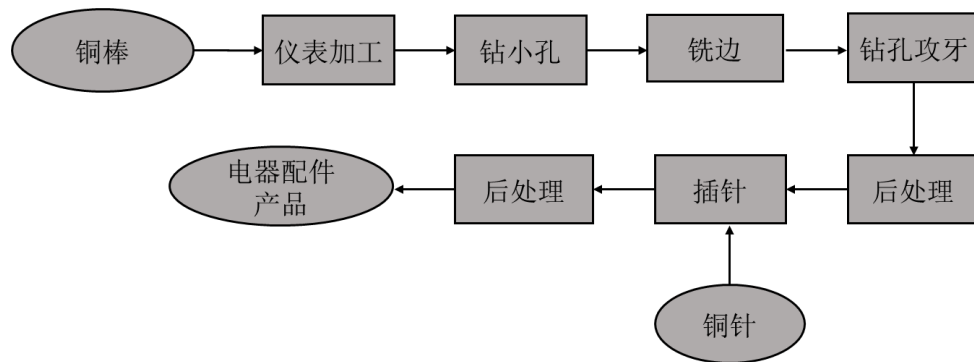 铜棒
仪表加工
钻小孔
铣边
钻孔攻牙
后处理
插针
后处理
电器配件
产品
铜针